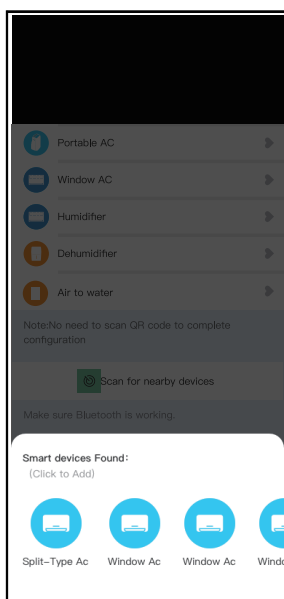 Portable AC
Window AC
Humidifier
Dehumidifier
Air to water
Note:No need to scan QR code to complete
configuration
Scan for nearby devices
Make sure Bluetooth is working.
Smart devices Found:
(Click to Add)
Split-Type Ac Window Ac Window Ac Windo